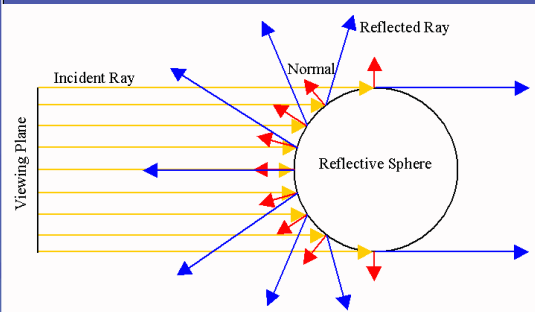 Reflected Ray
Normal
Incident Ray
Viewing Plane
Reflective Sphere